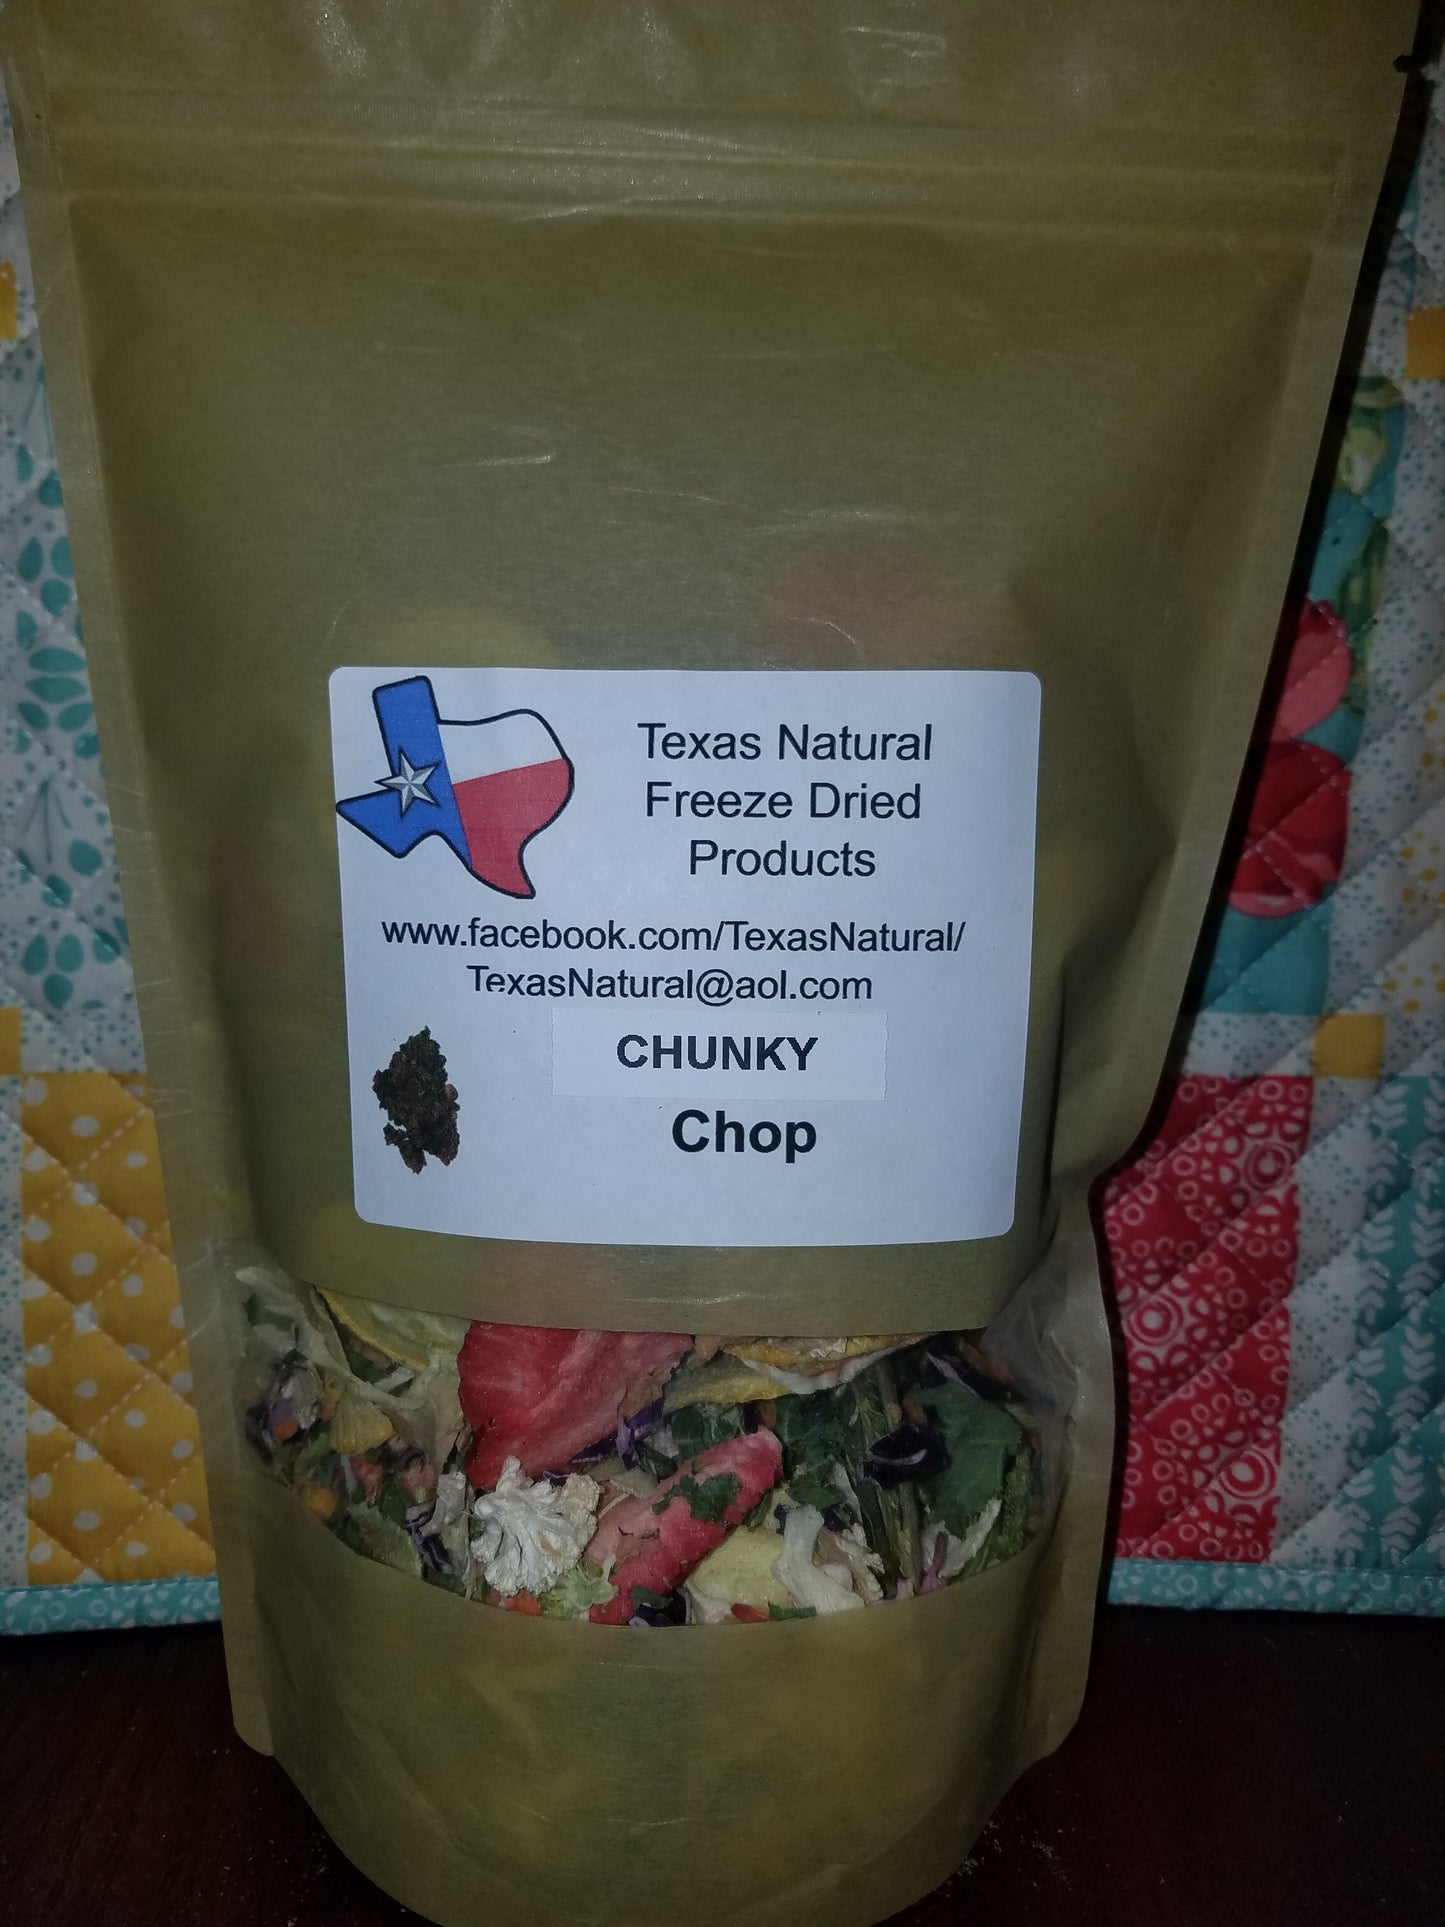 Texas Natural
Freeze Dried
Products
www.facebook.com/TexasNatural/
TexasNatural@aol.com
CHUNKY
Chop